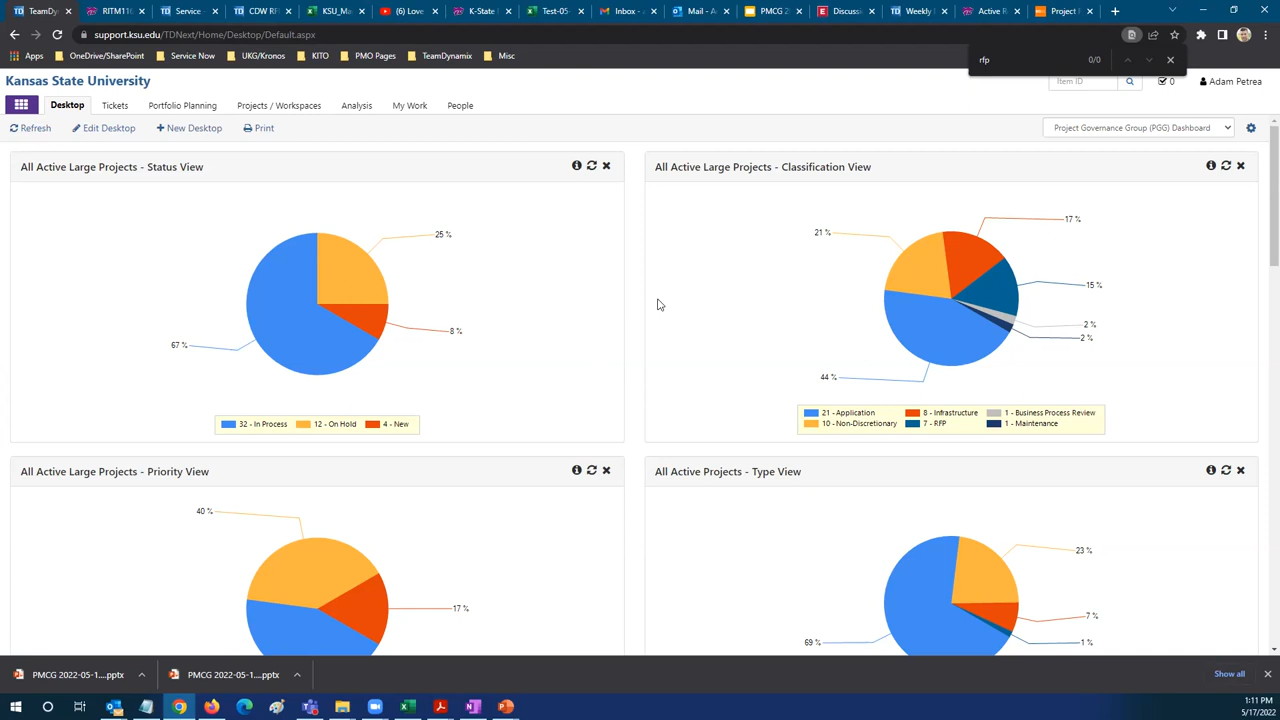 TeamDy
RITM11(
Service -
CDW RF
KSU_Ma
(6) Love
K-State I
Test-05-
Inbox -
Mail - A
PMCG 2
Discussi
Weekly
Active R
Project F
support.ksu.edu/TDNext/Home/Desktop/Default.aspx
Apps
OneDrive/SharePoint
Service Now
UKG/Kronos
KITO
PMO Pages
TeamDynamix
Misc
rfp 0/0
Kansas State University
Item ID
0
Adam Petrea
Desktop Tickets Portfolio Planning Projects / Workspaces Analysis My Work People
Refresh Edit Desktop + New Desktop Print
Project Governance Group (PGG) Dashboard
All Active Large Projects - Status View
25 %
8 %
67 %
32 - In Process 12 - On Hold 4 - New
All Active Large Projects - Classification View
17 %
21 %
15 %
2 %
2 %
44 %
21 - Application 8 - Infrastructure 1 - Business Process Review
10 - Non-Discretionary 7 - RFP 1 - Maintenance
All Active Large Projects - Priority View
40 %
17 %
All Active Projects - Type View
23 %
7 %
1 %
69 %
PMCG 2022-05-1....pptx
PMCG 2022-05-1....pptx
Show all
1:11 PM
5/17/2022